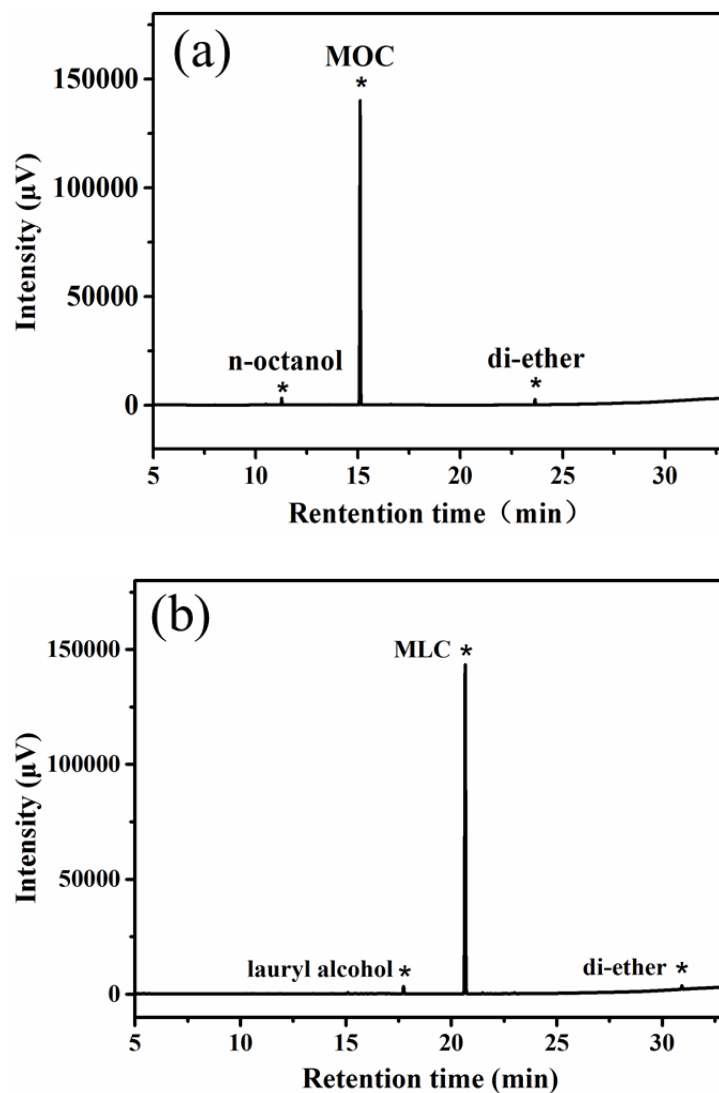 (a)
MOC
*
150000
100000
50000
0
n-octanol
*
di-ether
*
Intensity (μV)
5 10 15 20 25 30
Rentention time（min）
(b)
MLC *
150000
100000
50000
0
lauryl alcohol *
di-ether *
Intensity (μV)
5 10 15 20 25 30
Retention time (min)